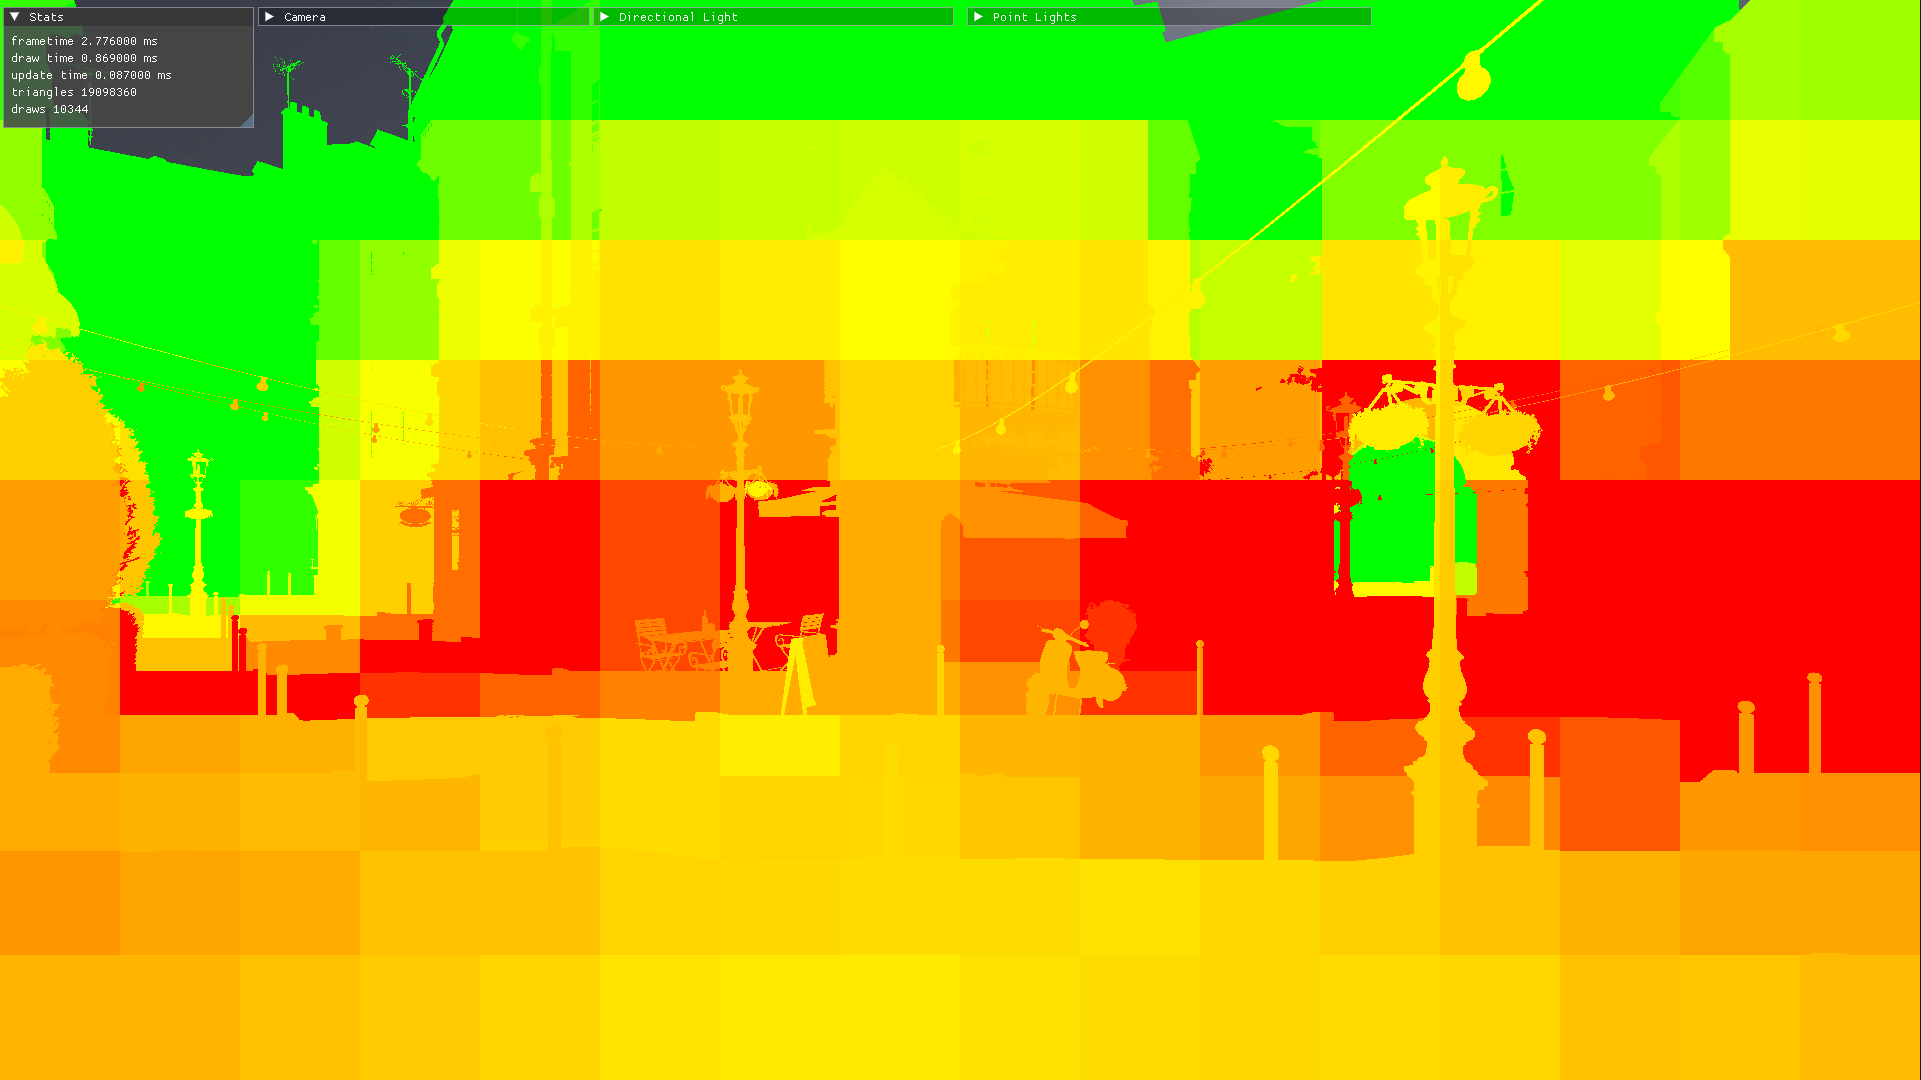 Stats
Camera
Directional Light
Point Lights
frametime 2.776000 ms
draw time 0.869000 ms
update time 0.087000 ms
triangles 19098360
draws 10344